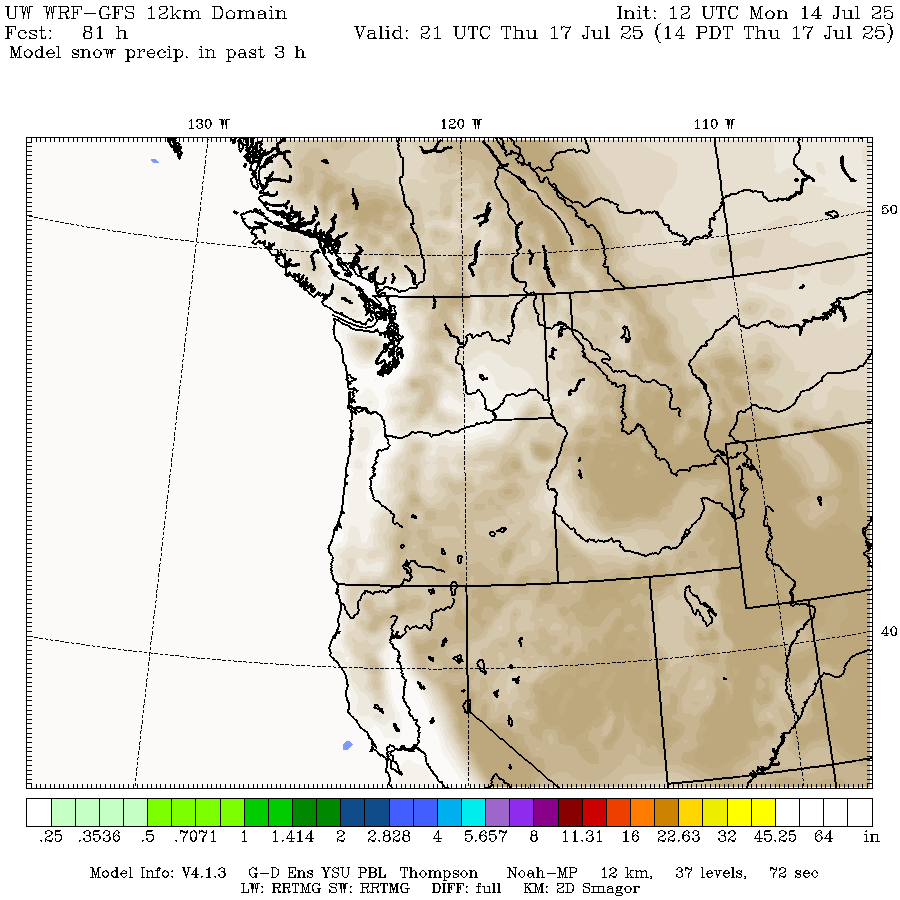 UW WRF-GFS 12km Domain Init: 12 UTC Mon 14 Jul 25
Fcst: 81 h Valid: 21 UTC Thu 17 Jul 25 (14 PDT Thu 17 Jul 25)
Model snow precip. in past 3 h
130 W 120 W 110 W
50
40
.25 .3536 .5 .7071 1 1.414 2 2.828 4 5.657 8 11.31 16 22.63 32 45.25 64 in
Model Info: V4.1.3 G-D Ens YSU PBL Thompson Noah-MP 12 km, 37 levels, 72 sec
LW: RRTMG SW: RRTMG DIFF: full KM: 2D Smagor